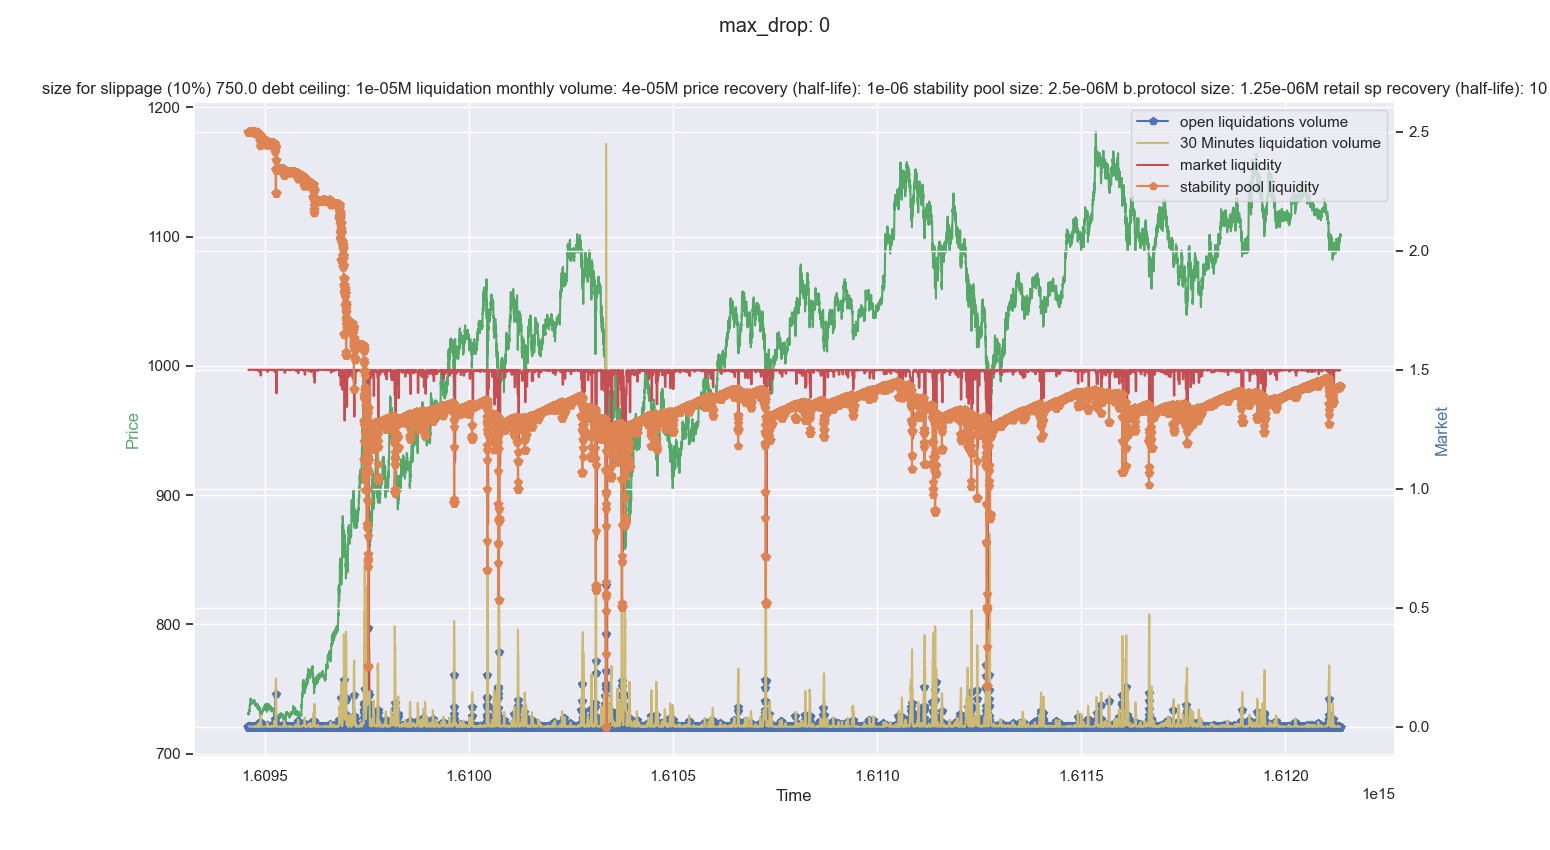 max_drop: 0
size for slippage (10%) 750.0 debt ceiling: 1e-05M liquidation monthly volume: 4e-05M price recovery (half-life): 1e-06 stability pool size: 2.5e-06M b.protocol size: 1.25e-06M retail sp recovery (half-life): 10
open liquidations volume
30 Minutes liquidation volume
market liquidity
stability pool liquidity
1200
1100
1000
900
800
700
Price
2.5
2.0
1.5
1.0
0.5
0.0
Market
1.6095 1.6100 1.6105 1.6110 1.6115 1.6120
Time
1e15